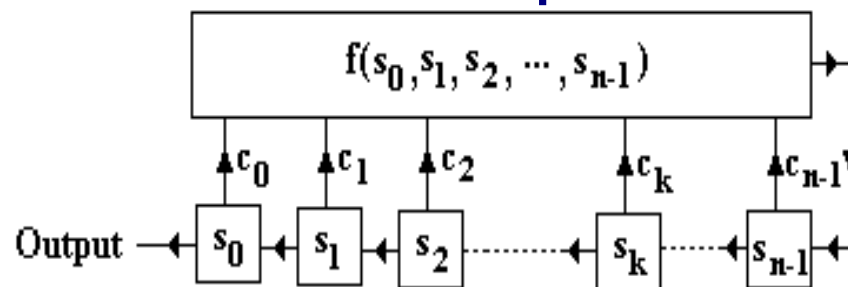 f(s₀,s₁,s₂, ..., sₙ₋₁)
c₀ c₁ c₂ cₖ cₙ₋₁
Output s₀ s₁ s₂ sₖ sₙ₋₁